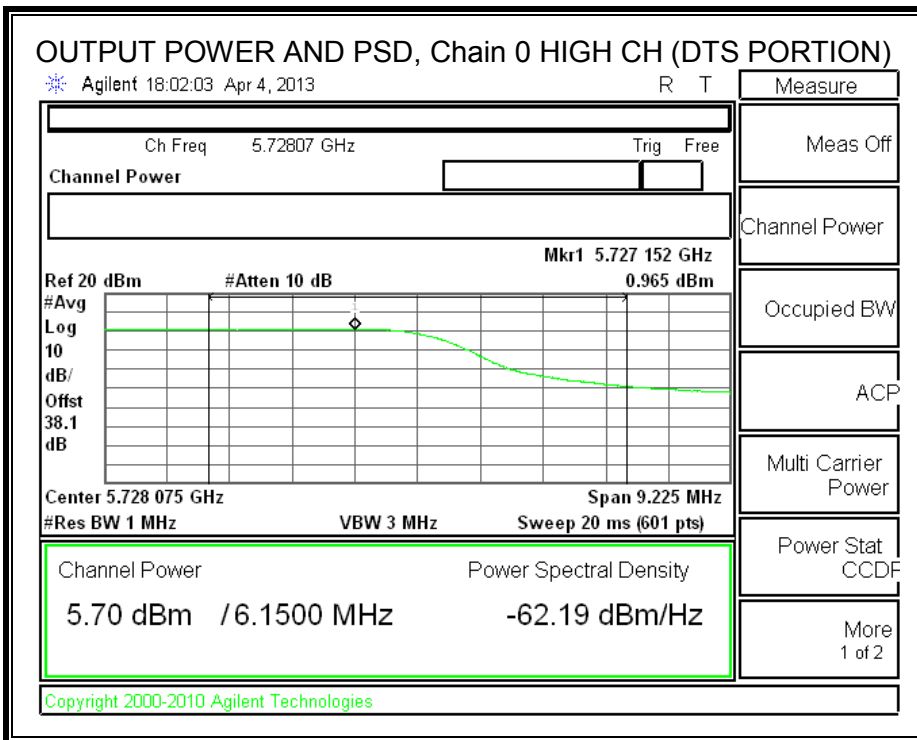 OUTPUT POWER AND PSD, Chain 0 HIGH CH (DTS PORTION)
Agilent 18:02:03 Apr 4, 2013 R T
Measure
Ch Freq 5.72807 GHz Trig Free
Channel Power
Mkr1 5.727 152 GHz
Ref 20 dBm #Atten 10 dB 0.965 dBm
#Avg
Log
10
dB/
Offst
38.1
dB
1
Center 5.728 075 GHz Span 9.225 MHz
#Res BW 1 MHz VBW 3 MHz Sweep 20 ms (601 pts)
Channel Power Power Spectral Density
5.70 dBm / 6.1500 MHz -62.19 dBm/Hz
Copyright 2000-2010 Agilent Technologies
Meas Off
Channel Power
Occupied BW
ACP
Multi Carrier
Power
Power Stat
CCDF
More
1 of 2